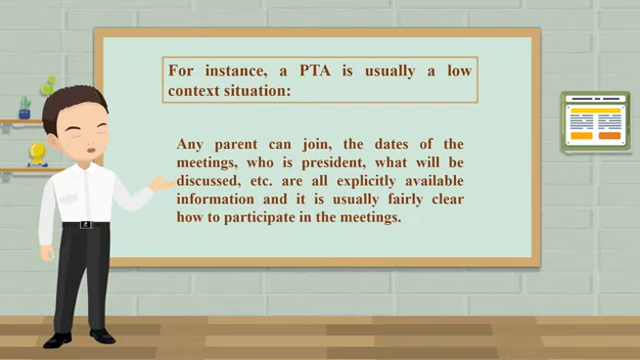 For instance, a PTA is usually a low
context situation:
Any parent can join, the dates of the
meetings, who is president, what will be
discussed, etc. are all explicitly available
information and it is usually fairly clear
how to participate in the meetings.